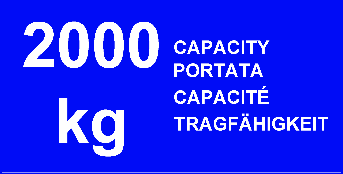 2000
kg
CAPACITY
PORTATA
CAPACITÉ
TRAGFÄHIGKEIT